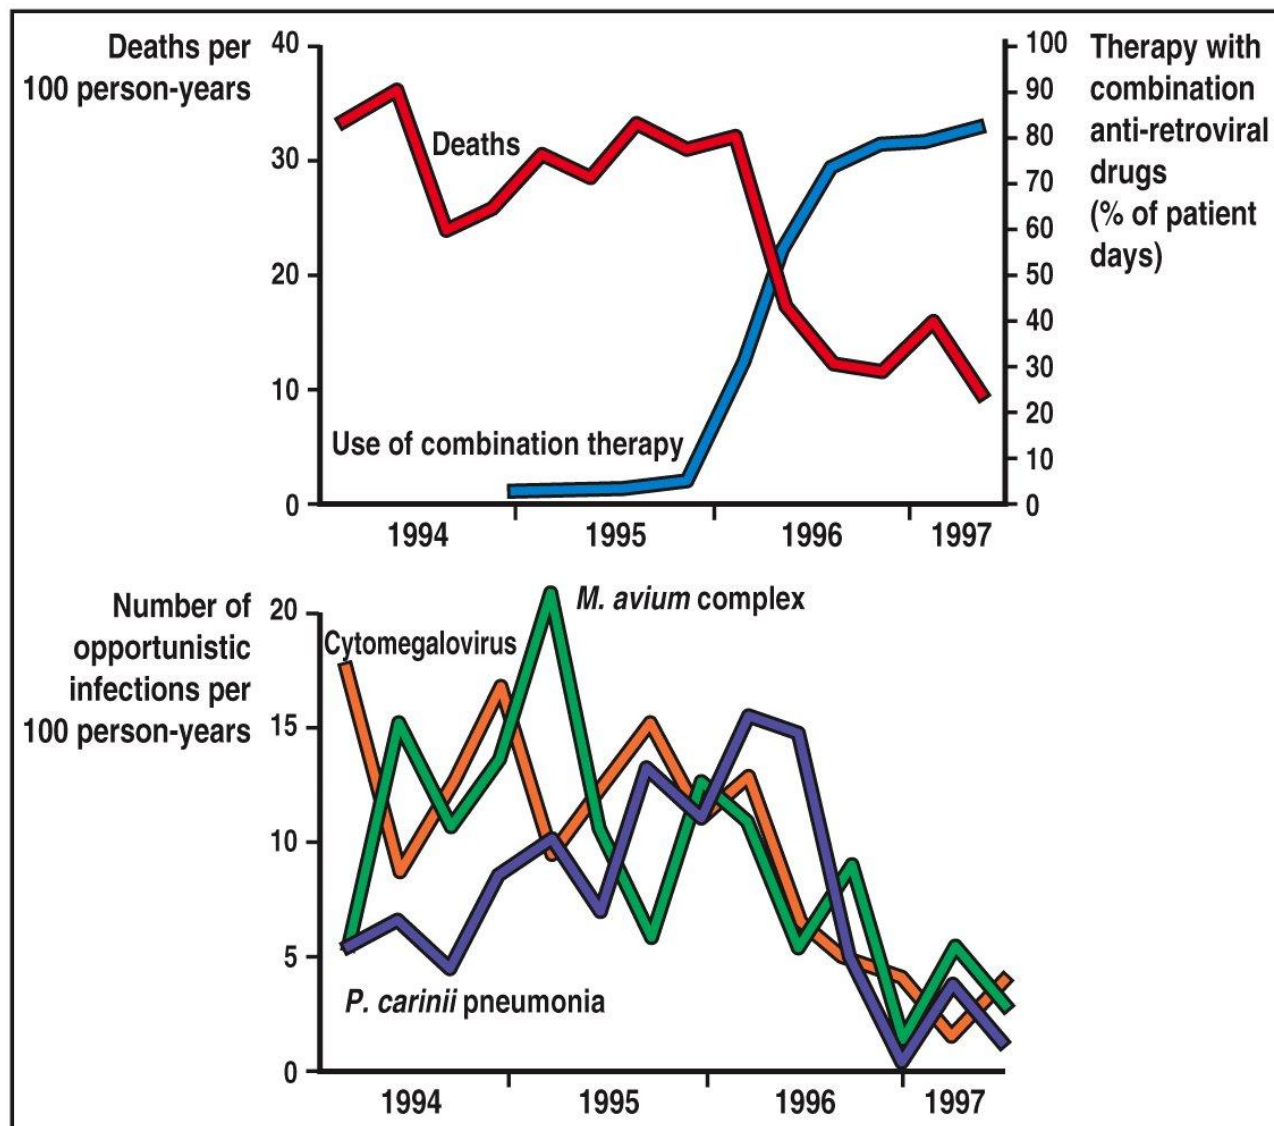 Deaths per
100 person-years
40
30
20
10
0
Deaths
Use of combination therapy
100
90
80
70
60
50
40
30
20
10
0
Therapy with
combination
anti-retroviral
drugs
(% of patient
days)
1994 1995 1996 1997
Number of
opportunistic
infections per
100 person-years
20
15
10
5
0
M. avium complex
Cytomegalovirus
P. carinii pneumonia
1994 1995 1996 1997